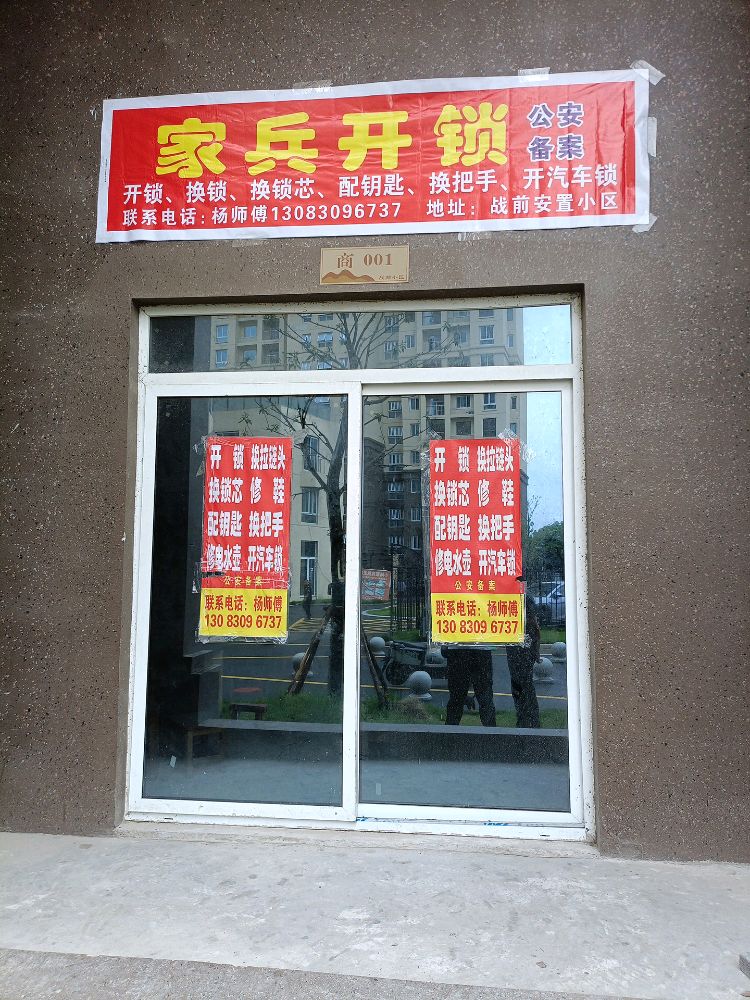 家兵开锁
公安
备案
开锁、换锁、换锁芯、配钥匙、换把手、开汽车锁
联系电话：杨师傅13083096737 地址：战前安置小区
商 001
开 锁 换拉链头
换锁芯 修 鞋
配钥匙 换把手
修电水壶 开汽车锁
公安备案
联系电话：杨师傅
130 8309 6737
开 锁 换拉链头
换锁芯 修 鞋
配钥匙 换把手
修电水壶 开汽车锁
公安备案
联系电话：杨师傅
130 8309 6737